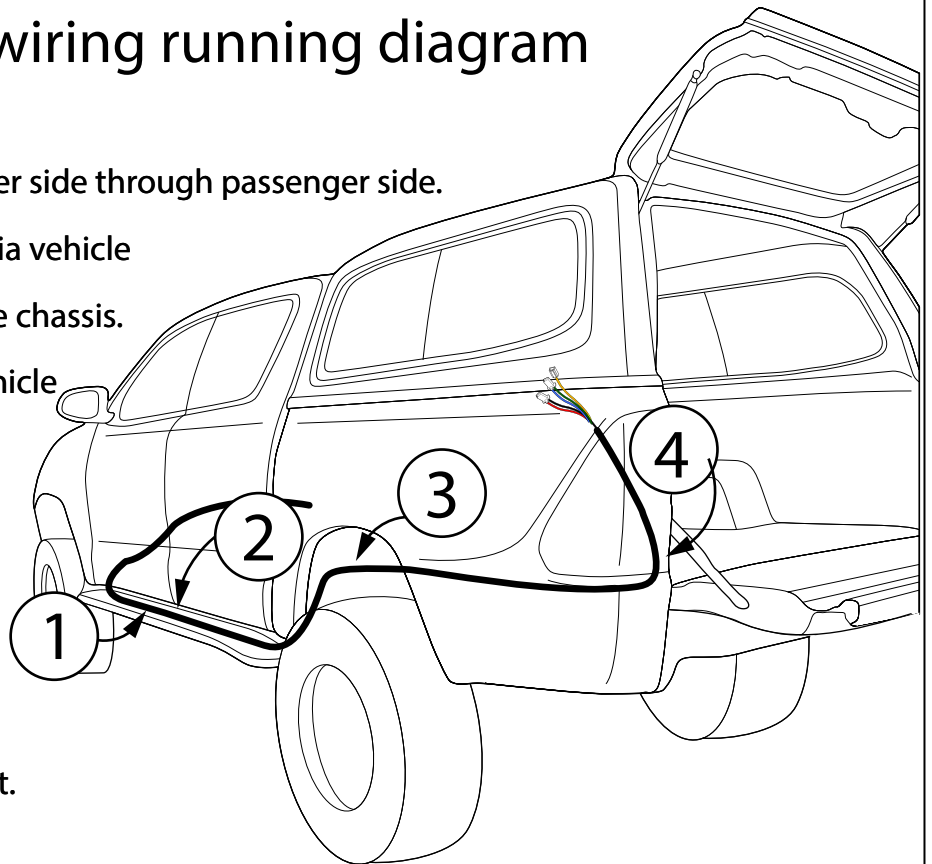 wiring running diagram
er side through passenger side.
ia vehicle
e chassis.
hicle
4
3
2
1
t.